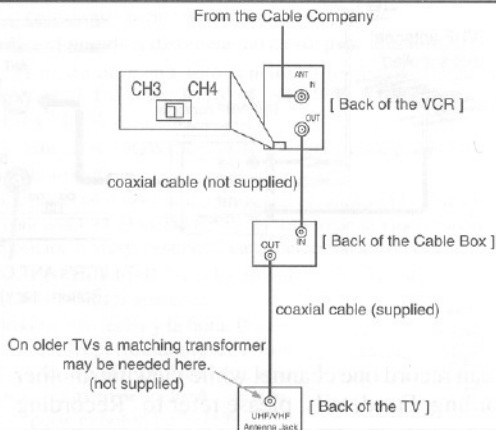 From the Cable Company
ANT
IN
CH3 CH4
OUT
[ Back of the VCR ]
coaxial cable (not supplied)
OUT
IN
[ Back of the Cable Box ]
coaxial cable (supplied)
On older TVs a matching transformer
may be needed here.
(not supplied)
UHF/VHF
Antenna Jack
[ Back of the TV ]